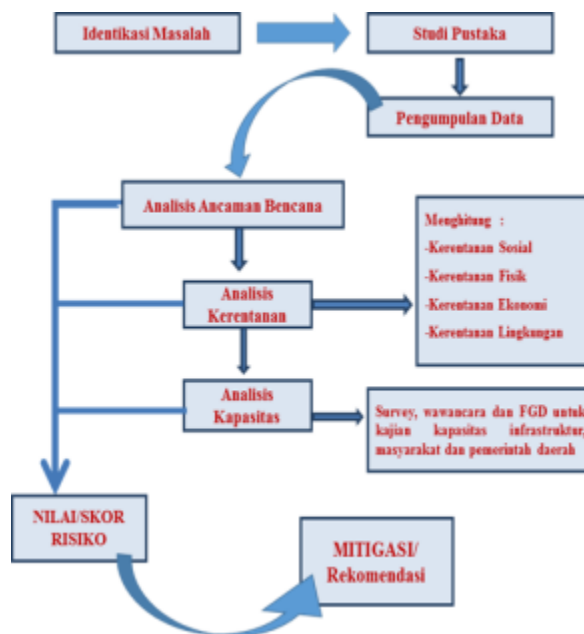 Identikasi Masalah
Studi Pustaka
Pengumpulan Data
Analisis Ancaman Bencana
Menghitung :
-Kerentanan Sosial
-Kerentanan Fisik
-Kerentanan Ekonomi
-Kerentanan Lingkungan
Analisis
Kerentanan
Analisis
Kapasitas
Survey, wawancara dan FGD untuk
kajian kapasitas infrastruktur,
masyarakat dan pemerintah daerah
NILAI/SKOR
RISIKO
MITIGASI/
Rekomendasi